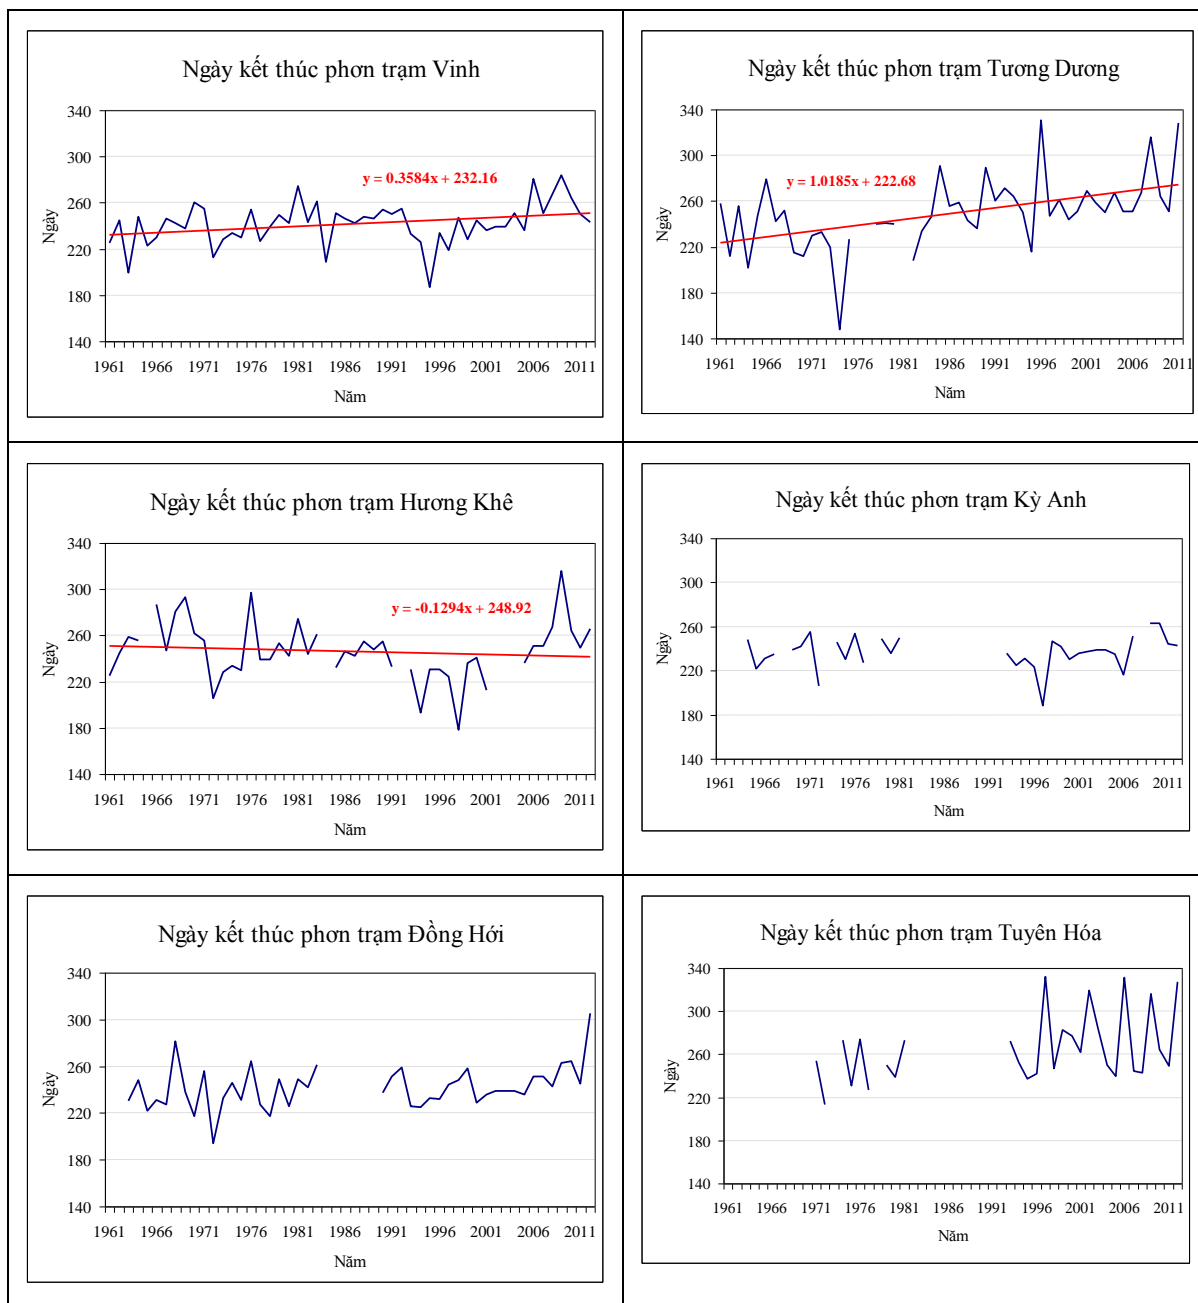 Ngày kết thúc phơn trạm Vinh
340
300
260
220
180
140
Ngày
y = 0.3584x + 232.16
1961 1966 1971 1976 1981 1986 1991 1996 2001 2006 2011
Năm
Ngày kết thúc phơn trạm Tương Dương
340
300
260
220
180
140
Ngày
y = 1.0185x + 222.68
1961 1966 1971 1976 1981 1986 1991 1996 2001 2006 2011
Năm
Ngày kết thúc phơn trạm Hương Khê
340
300
260
220
180
140
Ngày
y = -0.1294x + 248.92
1961 1966 1971 1976 1981 1986 1991 1996 2001 2006 2011
Năm
Ngày kết thúc phơn trạm Kỳ Anh
340
300
260
220
180
140
Ngày
1961 1966 1971 1976 1981 1986 1991 1996 2001 2006 2011
Năm
Ngày kết thúc phơn trạm Đồng Hới
340
300
260
220
180
140
Ngày
1961 1966 1971 1976 1981 1986 1991 1996 2001 2006 2011
Năm
Ngày kết thúc phơn trạm Tuyên Hóa
340
300
260
220
180
140
Ngày
1961 1966 1971 1976 1981 1986 1991 1996 2001 2006 2011
Năm